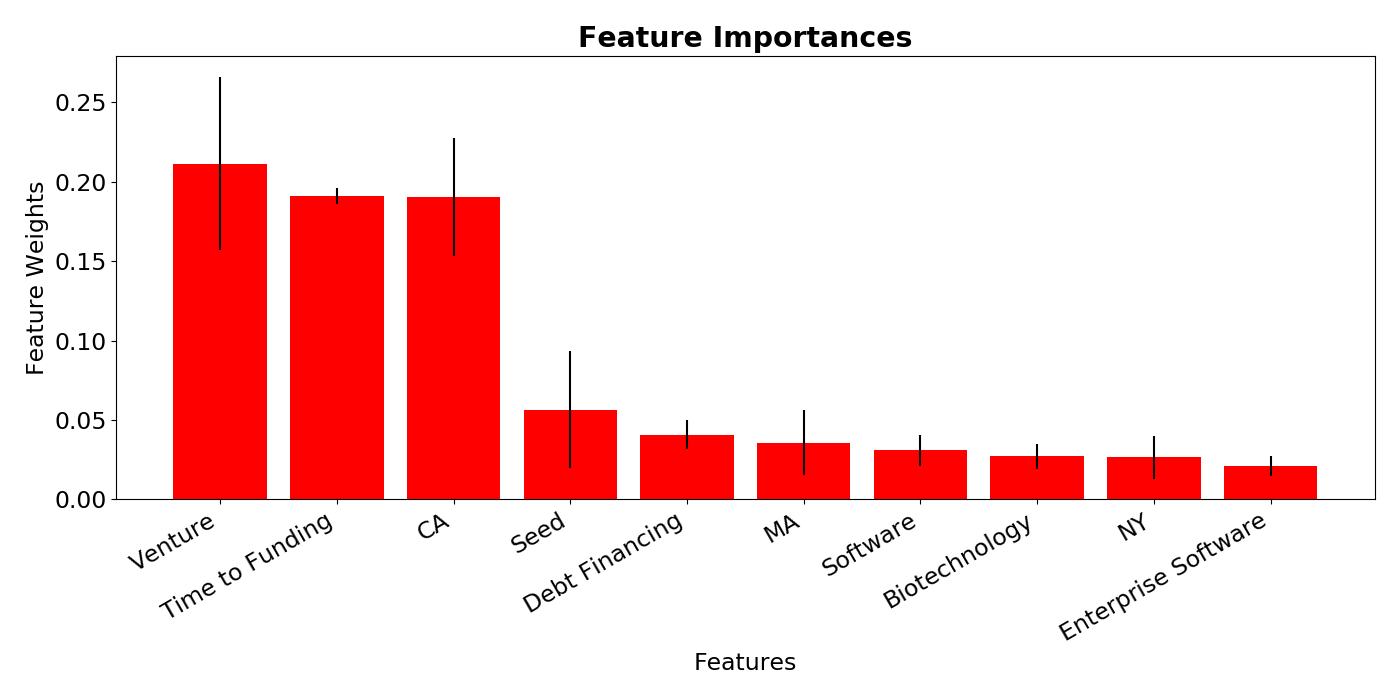 Feature Importances
Feature Weights
0.25
0.20
0.15
0.10
0.05
0.00
Venture
Time to Funding
CA
Seed
Debt Financing
MA
Software
Biotechnology
NY
Enterprise Software
Features